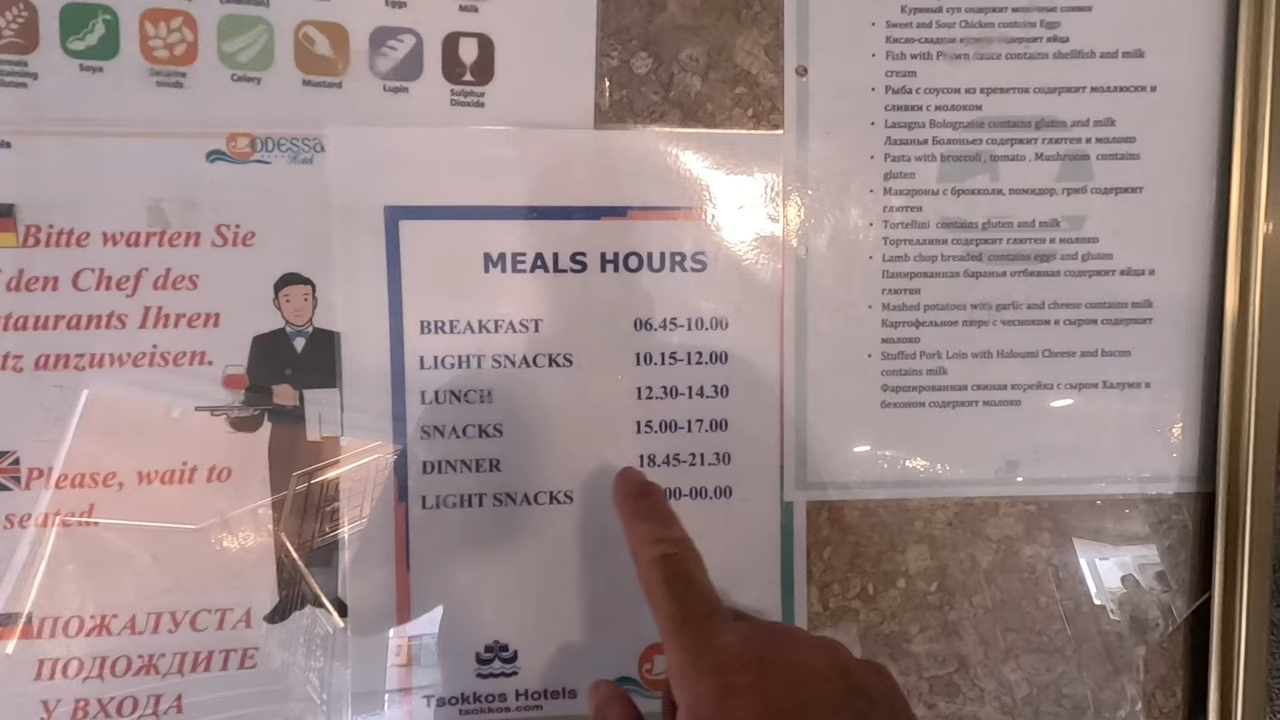 Eggs
Milk
Soya
Sesame seeds
Celery
Mustard
Lupin
Sulphur
Dioxide
ODESSA
Hotel
Bitte warten Sie
den Chef des
Ihren
anzuweisen.
Please, wait to
seated.
ПОЖАЛУСТА
ПОДОЖДИТЕ
У ВХОДА
MEALS HOURS
BREAKFAST 06.45-10.00
LIGHT SNACKS 10.15-12.00
LUNCH 12.30-14.30
SNACKS 15.00-17.00
DINNER 18.45-21.30
LIGHT SNACKS 00-00.00
Tsokkos Hotels
tsokkos.com
Куриный суп содержит молочные сливки
• Sweet and Sour Chicken contains Eggs
Кисло-сладкая содержит яйца
• Fish with Prawn sauce contains shellfish and milk
cream
• Рыба с соусом из креветок содержит моллюски и
сливки с молоком
• Lasagna Bolognaise contains gluten and milk
Лазанья Болоньез содержит глютен и молоко
• Pasta with broccoli , tomato , Mushroom contains
gluten
• Макароны с брокколи, помидор, гриб содержит
глютен
• Tortellini contains gluten and milk
Тортеллини содержит глютен и молоко
• Lamb chop breaded contains eggs and gluten
Панированная баранья отбивная содержит яйца и
глютен
• Mashed potatoes with garlic and cheese contains milk
Картофельное пюре с чесноком и сыром содержит
молоко
• Stuffed Pork Loin with Haloumi Cheese and bacon
contains milk
Фаршированная свиная корейка с сыром Халуми и
беконом содержит молоко